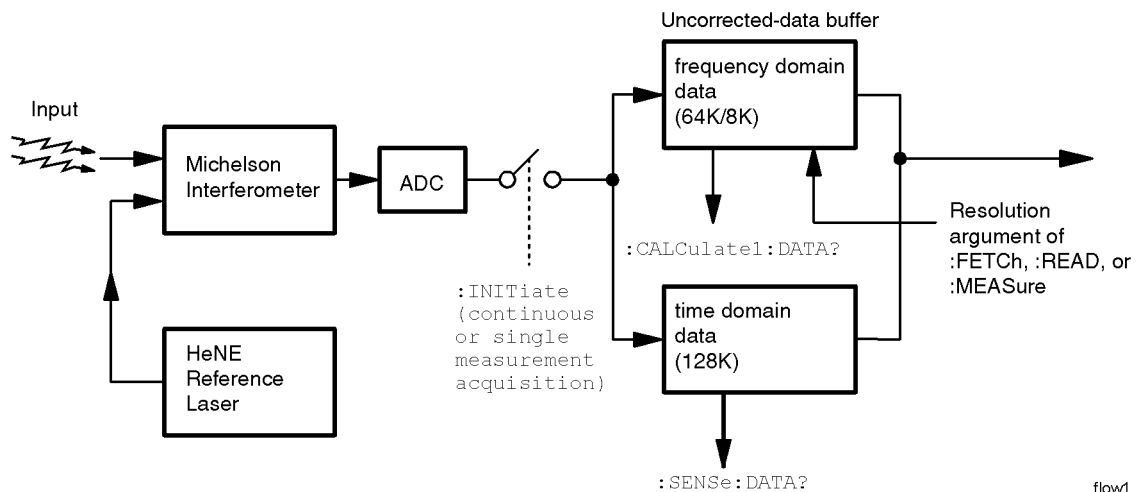 Uncorrected-data buffer
Input
Michelson
Interferometer
ADC
frequency domain
data
(64K/8K)
:CALCulate1:DATA?
Resolution
argument of
:FETCh, :READ, or
:MEASure
:INITiate
(continuous
or single
measurement
acquisition)
time domain
data
(128K)
HeNE
Reference
Laser
:SENSe:DATA?
flow1